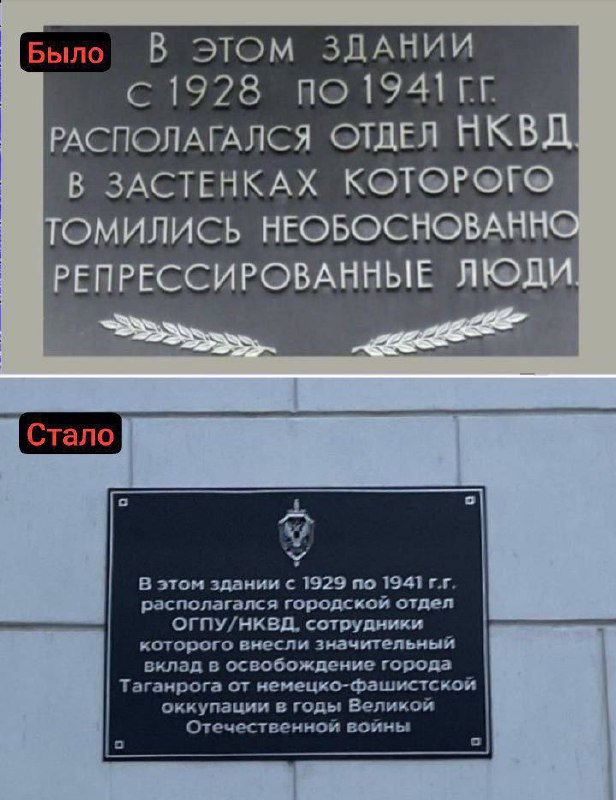 Было
В ЭТОМ ЗДАНИИ
С 1928 ПО 1941 Г.Г.
РАСПОЛАГАЛСЯ ОТДЕЛ НКВД,
В ЗАСТЕНКАХ КОТОРОГО
ТОМИЛИСЬ НЕОБОСНОВАННО
РЕПРЕССИРОВАННЫЕ ЛЮДИ.
Стало
В этом здании с 1929 по 1941 г.г.
располагался городской отдел
ОГПУ/НКВД, сотрудники
которого внесли значительный
вклад в освобождение города
Таганрога от немецко-фашистской
оккупации в годы Великой
Отечественной войны